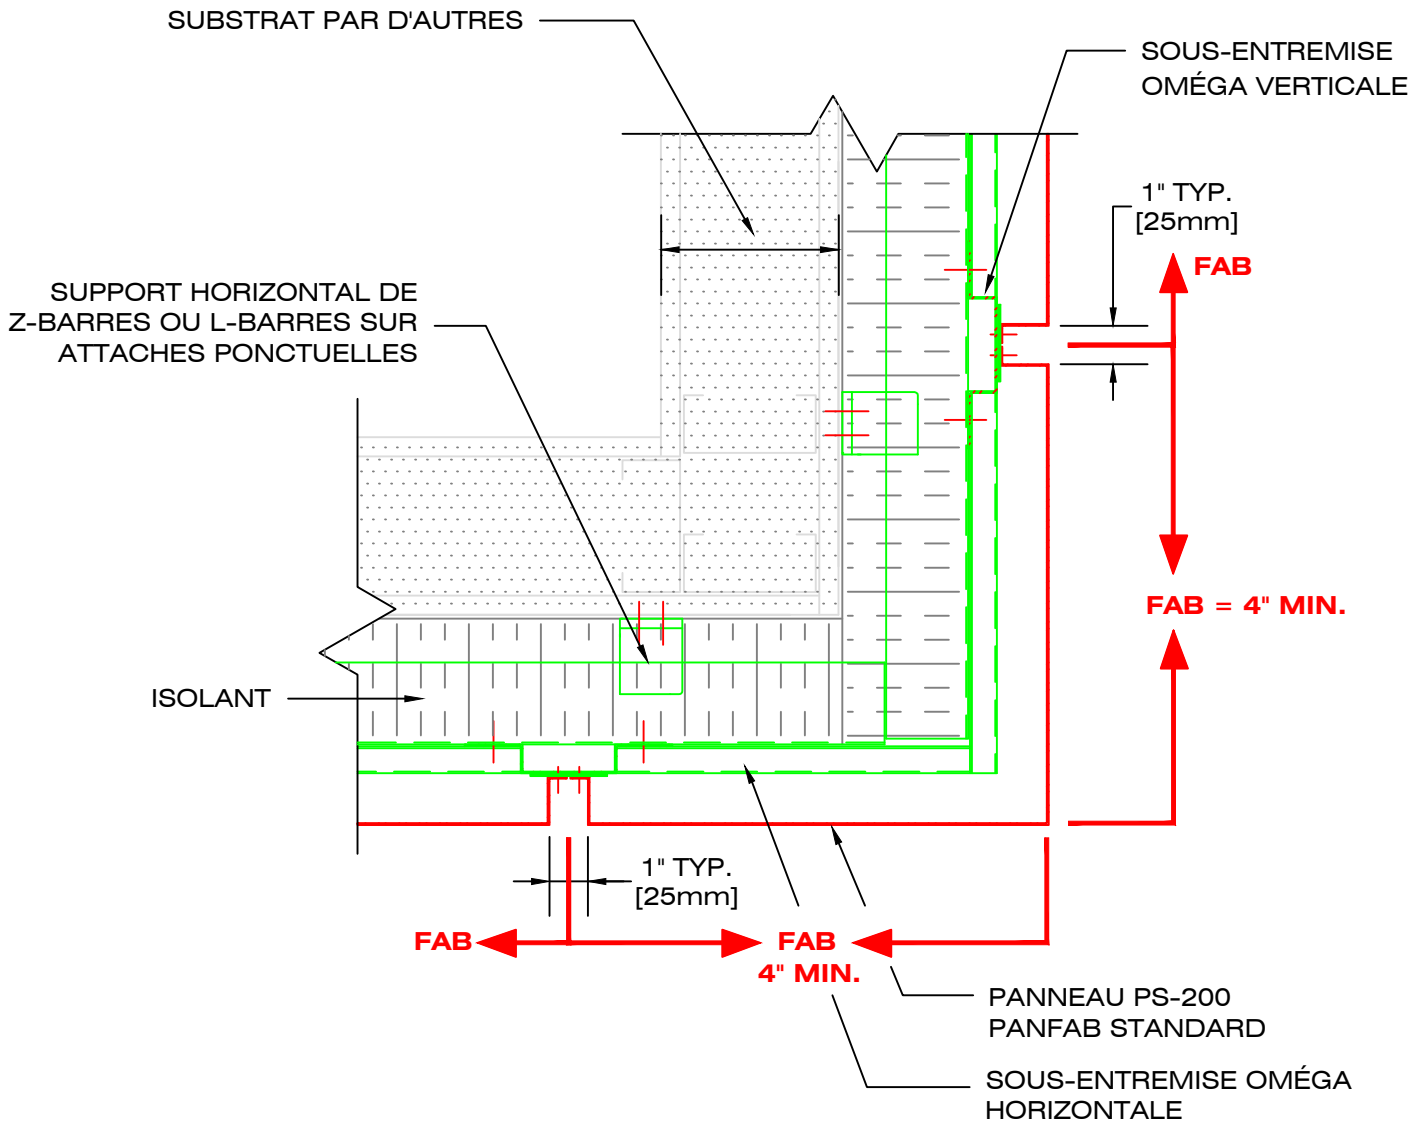 SUBSTRAT PAR D'AUTRES
SOUS-ENTREMISE
OMÉGA VERTICALE
1" TYP.
[25mm]
FAB
SUPPORT HORIZONTAL DE
Z-BARRES OU L-BARRES SUR
ATTACHES PONCTUELLES
FAB = 4" MIN.
ISOLANT
1" TYP.
[25mm]
FAB
FAB
4" MIN.
PANNEAU PS-200
PANFAB STANDARD
SOUS-ENTREMISE OMÉGA
HORIZONTALE